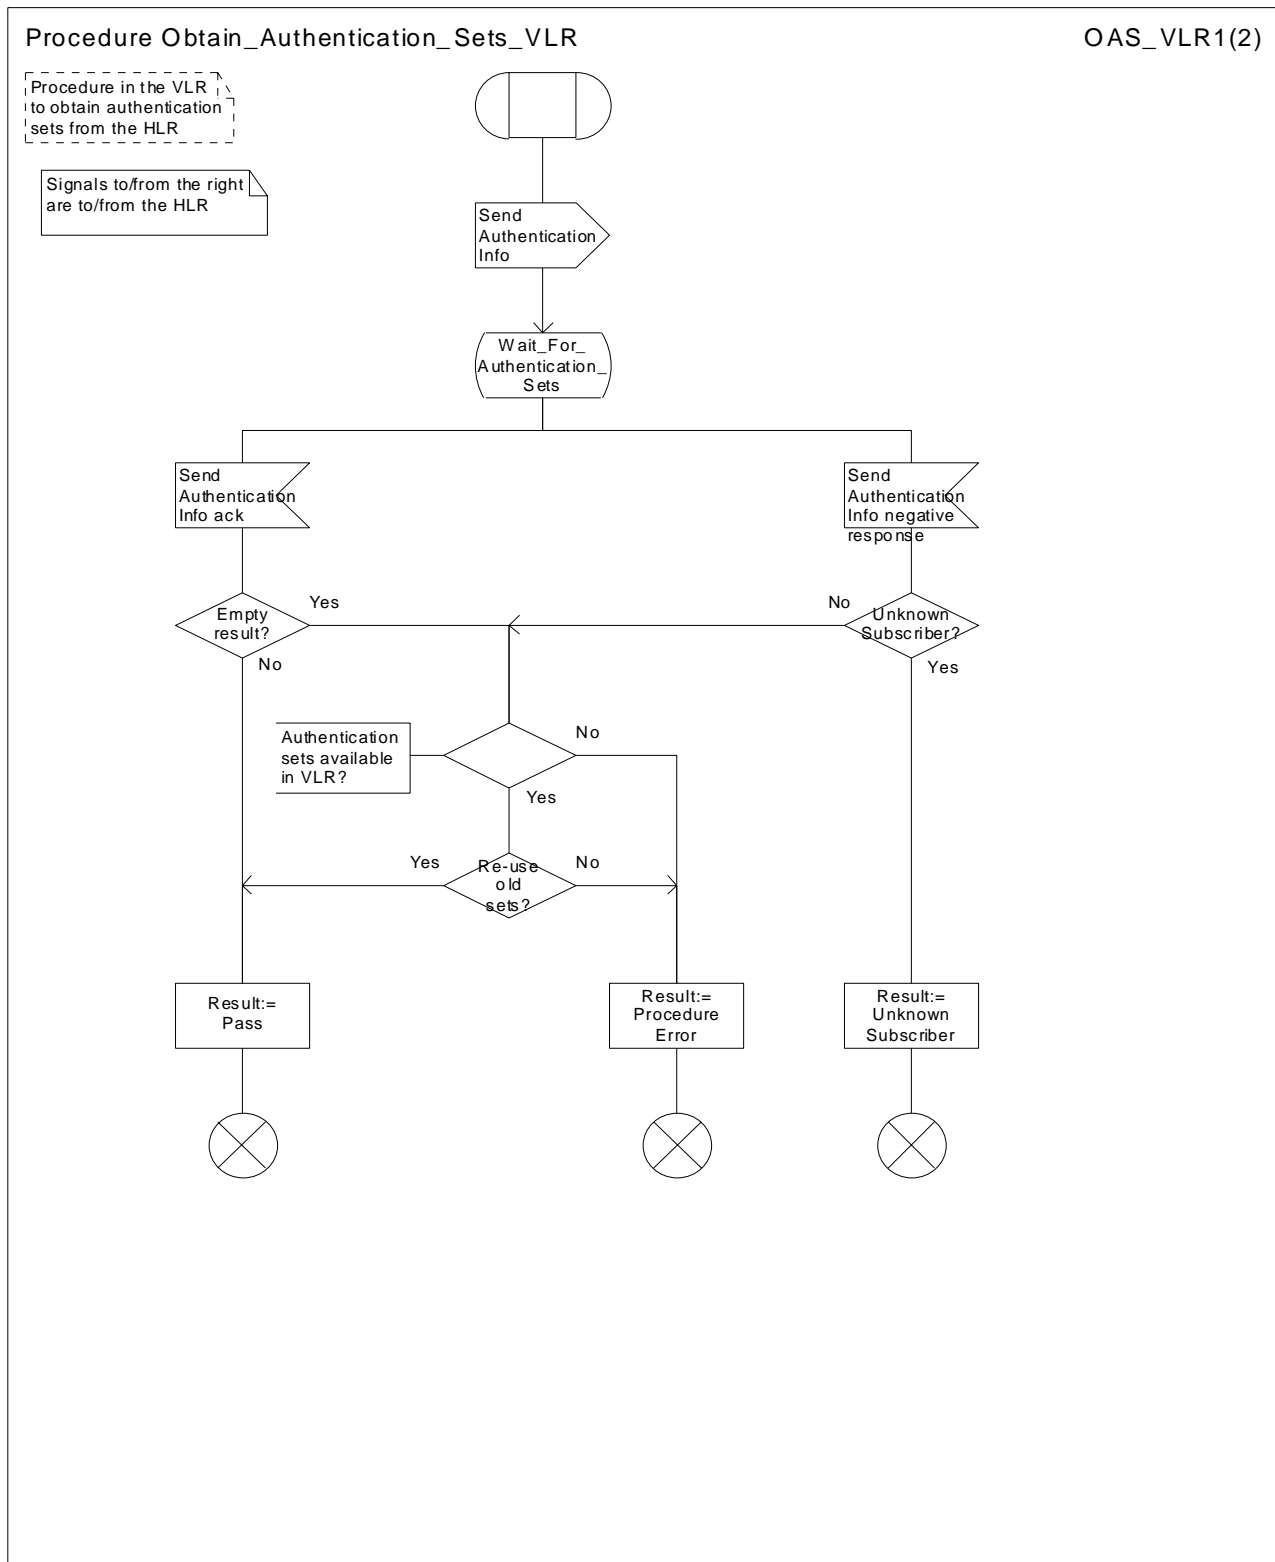 Procedure Obtain_Authentication_Sets_VLR
OAS_VLR1(2)
Procedure in the VLR
to obtain authentication
sets from the HLR
Signals to/from the right
are to/from the HLR
Send
Authentication
Info
Wait_For_
Authentication_
Sets
Send
Authentication
Info ack
Send
Authentication
Info negative
response
Empty
result?
Yes
No
No
Unknown
Subscriber?
Yes
Authentication
sets available
in VLR?
No
Yes
Yes
Re-use
old
sets?
No
Result:=
Pass
Result:=
Procedure
Error
Result:=
Unknown
Subscriber